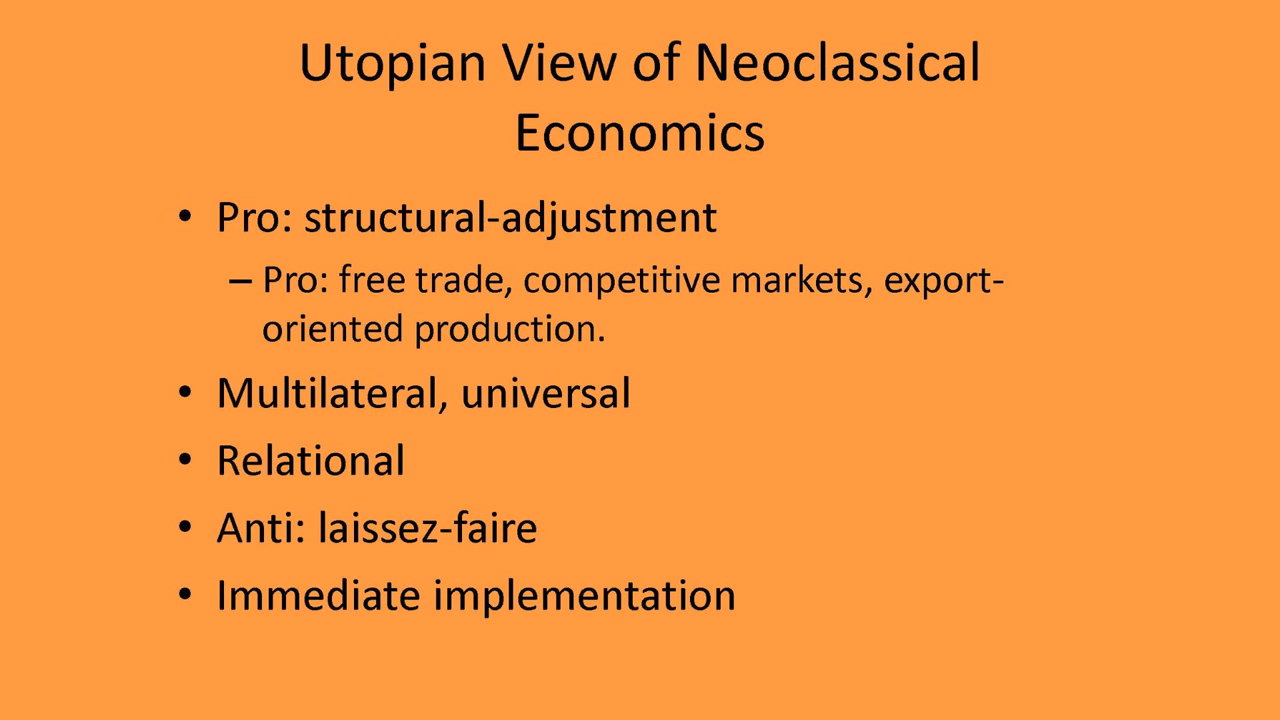 Utopian View of Neoclassical
Economics
• Pro: structural-adjustment
– Pro: free trade, competitive markets, export-
oriented production.
• Multilateral, universal
• Relational
• Anti: laissez-faire
• Immediate implementation